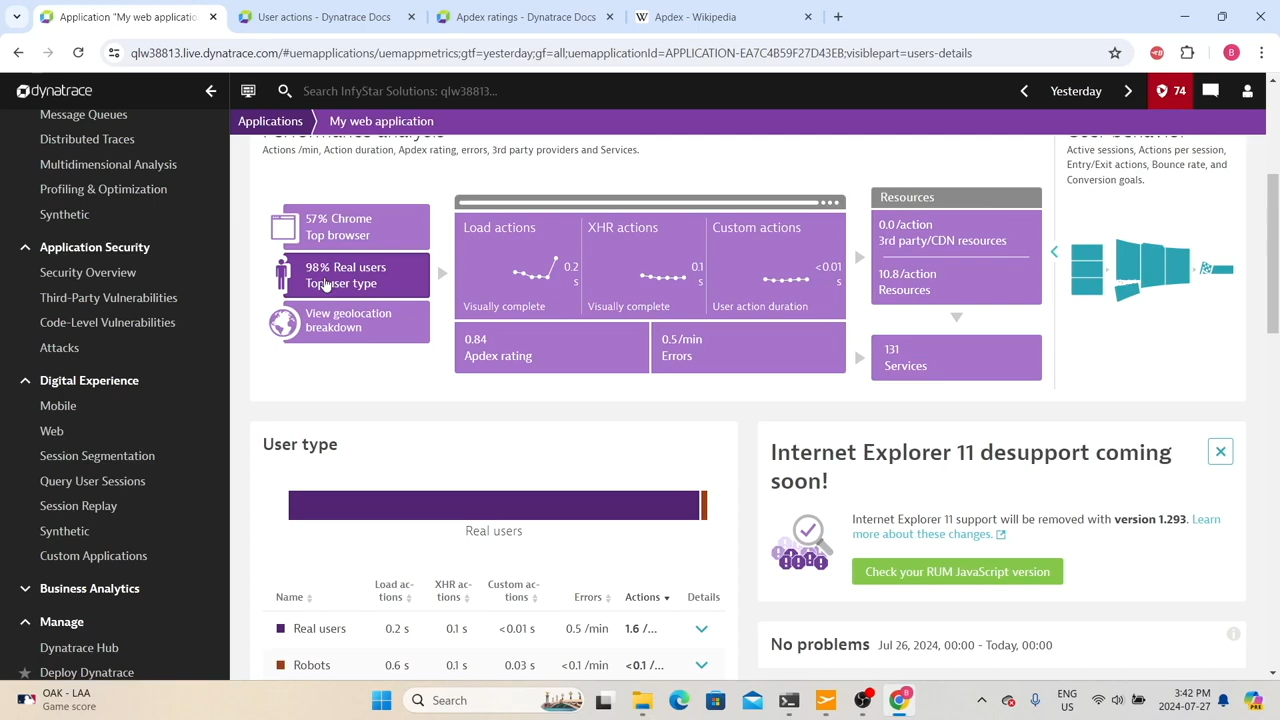 Application "My web applicatio
User actions - Dynatrace Docs
Apdex ratings - Dynatrace Docs
Apdex - Wikipedia
qlw38813.live.dynatrace.com/#uemapplications/uemappmetrics;gtf=yesterday;gf=all;uemapplicationId=APPLICATION-EA7C4B59F27D43EB;visiblepart=users-details
B
dynatrace
Search InfyStar Solutions: qlw38813...
Yesterday
74
Applications
My web application
Message Queues
Distributed Traces
Multidimensional Analysis
Profiling & Optimization
Synthetic
Application Security
Security Overview
Third-Party Vulnerabilities
Code-Level Vulnerabilities
Attacks
Digital Experience
Mobile
Web
Session Segmentation
Query User Sessions
Session Replay
Synthetic
Custom Applications
Business Analytics
Manage
Dynatrace Hub
Deploy Dynatrace
Performance analysis
Actions /min, Action duration, Apdex rating, errors, 3rd party providers and Services.
57% Chrome
Top browser
98% Real users
Top user type
View geolocation
breakdown
Load actions
0.2
s
Visually complete
XHR actions
0.1
s
Visually complete
Custom actions
<0.01
s
User action duration
0.84
Apdex rating
0.5/min
Errors
Resources
0.0/action
3rd party/CDN resources
10.8/action
Resources
131
Services
User behavior
Active sessions, Actions per session,
Entry/Exit actions, Bounce rate, and
Conversion goals.
User type
Real users
Name
Load ac-
tions
XHR ac-
tions
Custom ac-
tions
Errors
Actions
Details
Real users 0.2 s 0.1 s <0.01 s 0.5 /min 1.6 /...
Robots 0.6 s 0.1 s 0.03 s <0.1 /min <0.1 /...
Internet Explorer 11 desupport coming
soon!
Internet Explorer 11 support will be removed with version 1.293. Learn
more about these changes.
Check your RUM JavaScript version
No problems Jul 26, 2024, 00:00 - Today, 00:00
OAK - LAA
Game score
Search
ENG
US
3:42 PM
2024-07-27